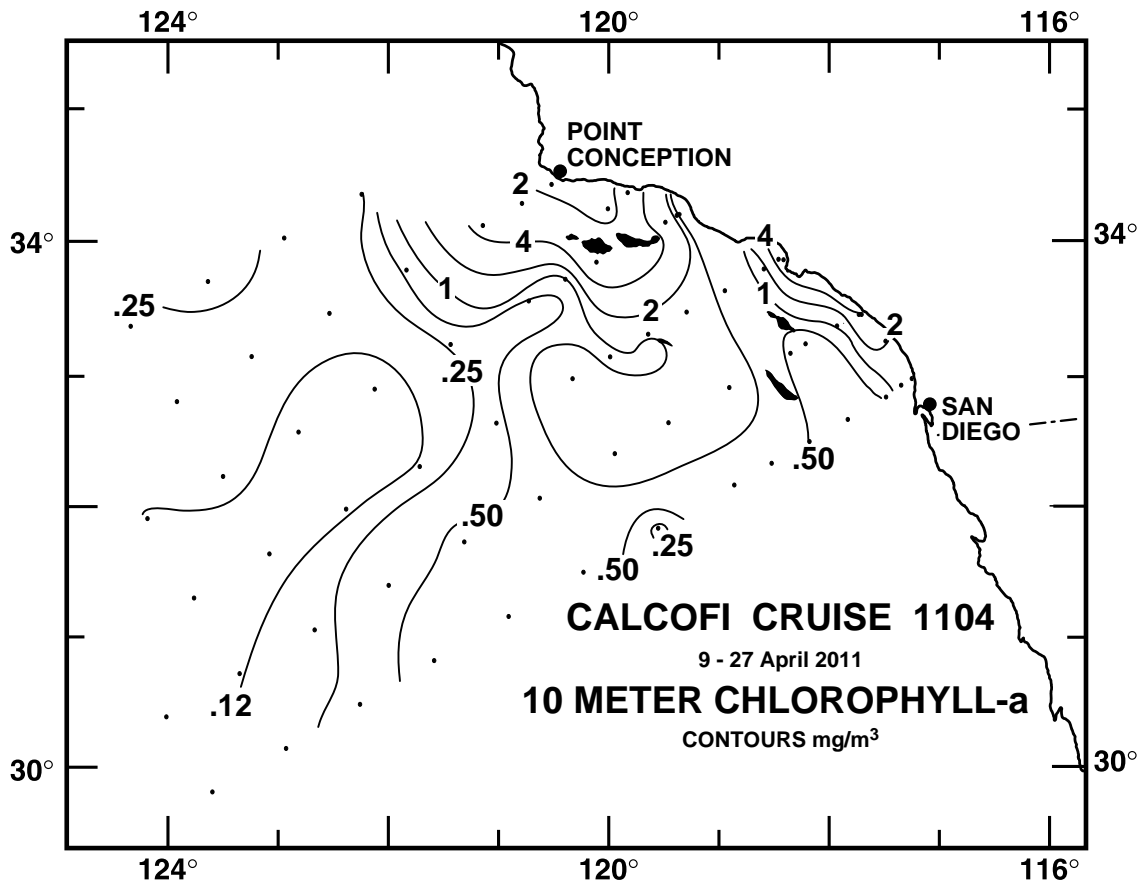 124° 120° 116°
POINT
CONCEPTION
2
34° 4 4 34°
.25 1 1
2 2
.25
SAN
DIEGO
.50
.50
.25
.50
CALCOFI CRUISE 1104
9 - 27 April 2011
.12 10 METER CHLOROPHYLL-a
CONTOURS mg/m³
30° 30°
124° 120° 116°